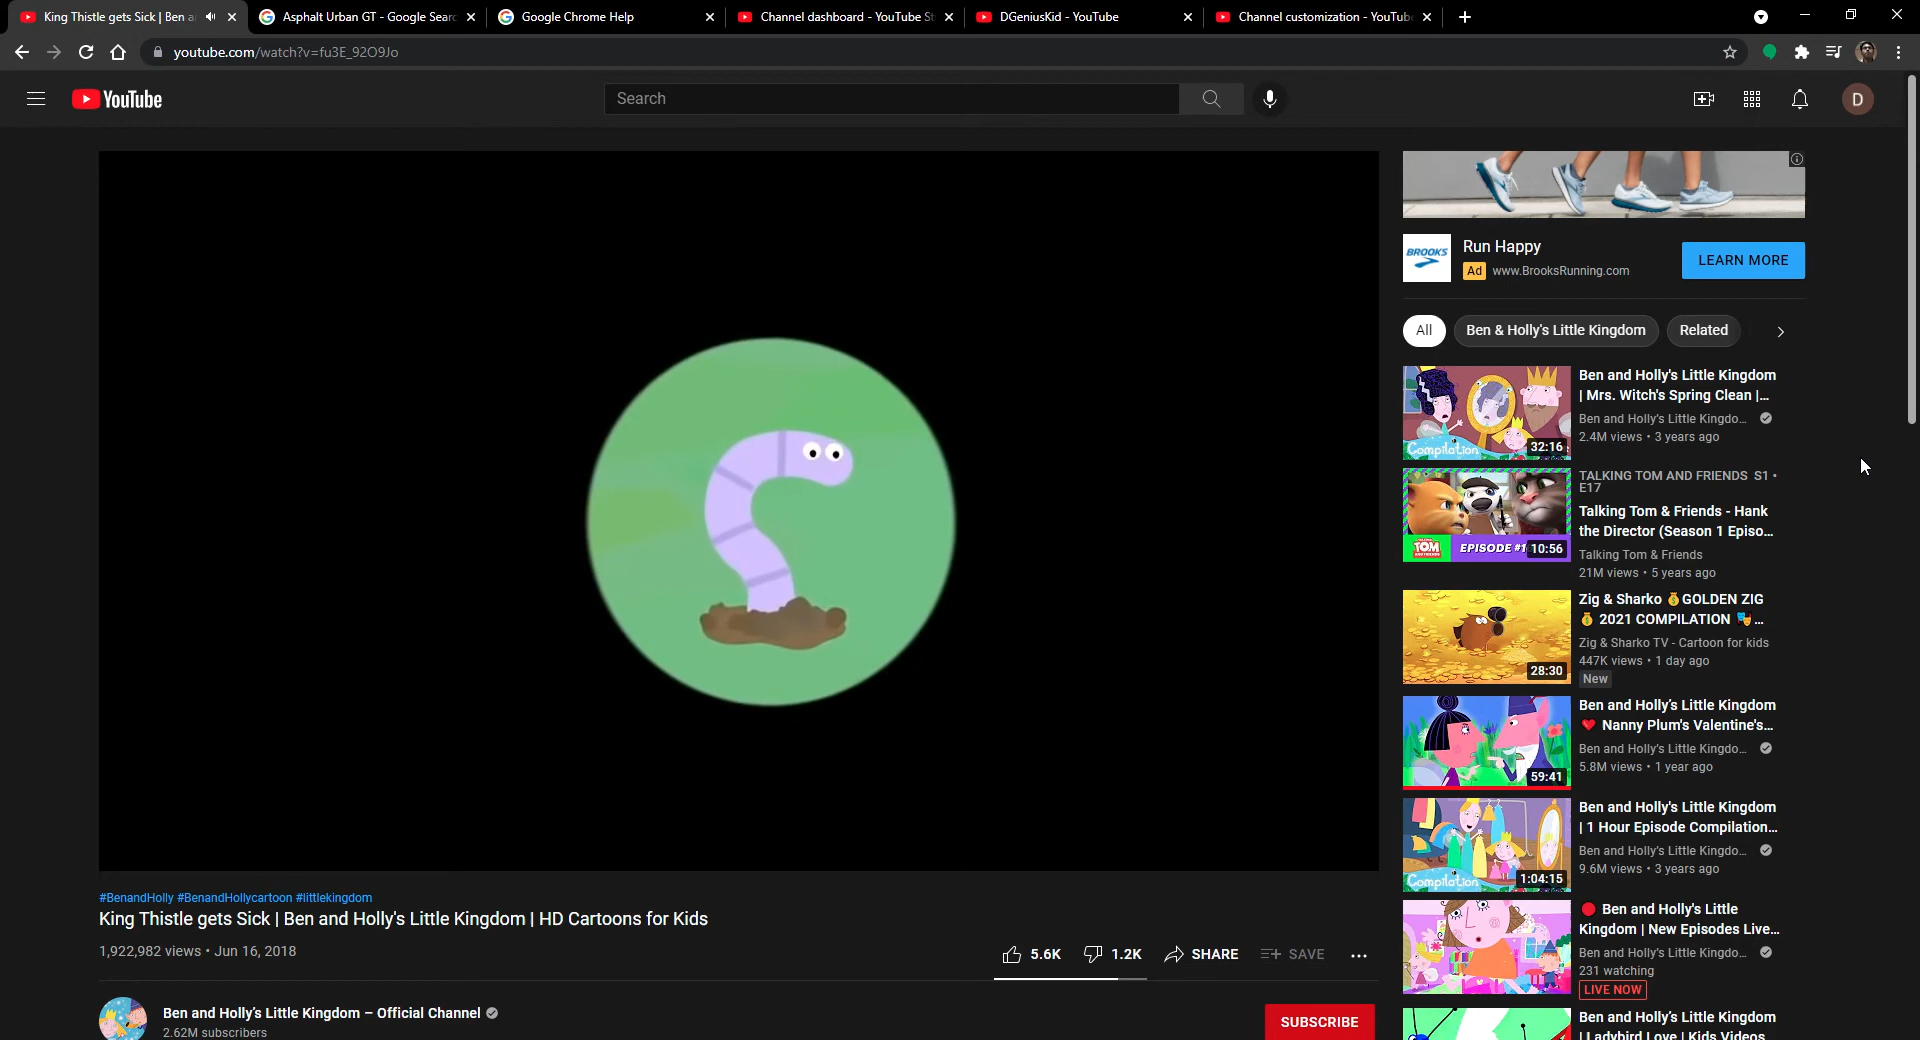 King Thistle gets Sick | Ben a
Asphalt Urban GT - Google Searc
Google Chrome Help
Channel dashboard - YouTube St
DGeniusKid - YouTube
Channel customization - YouTub
youtube.com/watch?v=fu3E_92O9Jo
YouTube
Search
D
BROOKS
Run Happy
Ad www.BrooksRunning.com
LEARN MORE
All
Ben & Holly's Little Kingdom
Related
Compilation
32:16
Ben and Holly's Little Kingdom
| Mrs. Witch's Spring Clean |...
Ben and Holly's Little Kingdo...
2.4M views • 3 years ago
TOM
EPISODE #1
10:56
TALKING TOM AND FRIENDS S1 •
E17
Talking Tom & Friends - Hank
the Director (Season 1 Episo...
Talking Tom & Friends
21M views • 5 years ago
28:30
Zig & Sharko 💰GOLDEN ZIG
💰 2021 COMPILATION 🎭...
Zig & Sharko TV - Cartoon for kids
447K views • 1 day ago
New
59:41
Ben and Holly's Little Kingdom
❤️ Nanny Plum's Valentine's...
Ben and Holly's Little Kingdo...
5.8M views • 1 year ago
Compilation
1:04:15
Ben and Holly's Little Kingdom
| 1 Hour Episode Compilation...
Ben and Holly's Little Kingdo...
9.6M views • 3 years ago
🔴 Ben and Holly's Little
Kingdom | New Episodes Live...
Ben and Holly's Little Kingdo...
231 watching
LIVE NOW
Ben and Holly's Little Kingdom
| Ladybird Love | Kids Videos
#BenandHolly #BenandHollycartoon #littlekingdom
King Thistle gets Sick | Ben and Holly's Little Kingdom | HD Cartoons for Kids
1,922,982 views • Jun 16, 2018
5.6K
1.2K
SHARE
SAVE
Ben and Holly's Little Kingdom – Official Channel
2.62M subscribers
SUBSCRIBE